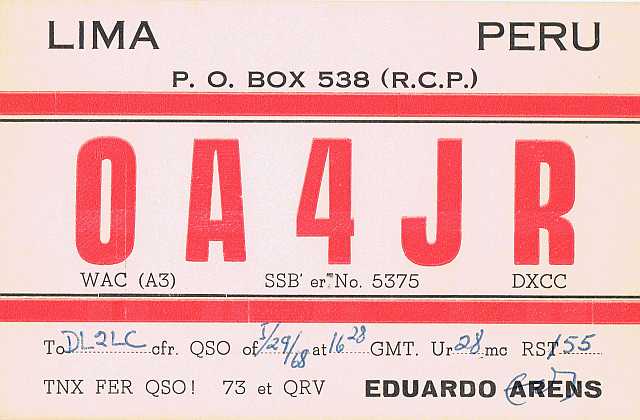 LIMA PERU
P. O. BOX 538 (R.C.P.)
OA4JR
WAC (A3) SSB'er No. 5375 DXCC
To DL2LC cfr. QSO of 1/29/68 at 16 28 GMT. Ur 28 mc RST 55
TNX FER QSO! 73 et QRV EDUARDO ARENS